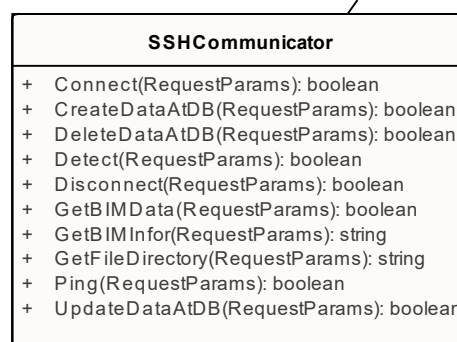 SSHCommunicator
+ Connect(RequestParams): boolean
+ CreateDataAtDB(RequestParams): boolean
+ DeleteDataAtDB(RequestParams): boolean
+ Detect(RequestParams): boolean
+ Disconnect(RequestParams): boolean
+ GetBIMData(RequestParams): boolean
+ GetBIMInfor(RequestParams): string
+ GetFileDirectory(RequestParams): string
+ Ping(RequestParams): boolean
+ UpdateDataAtDB(RequestParams): boolean